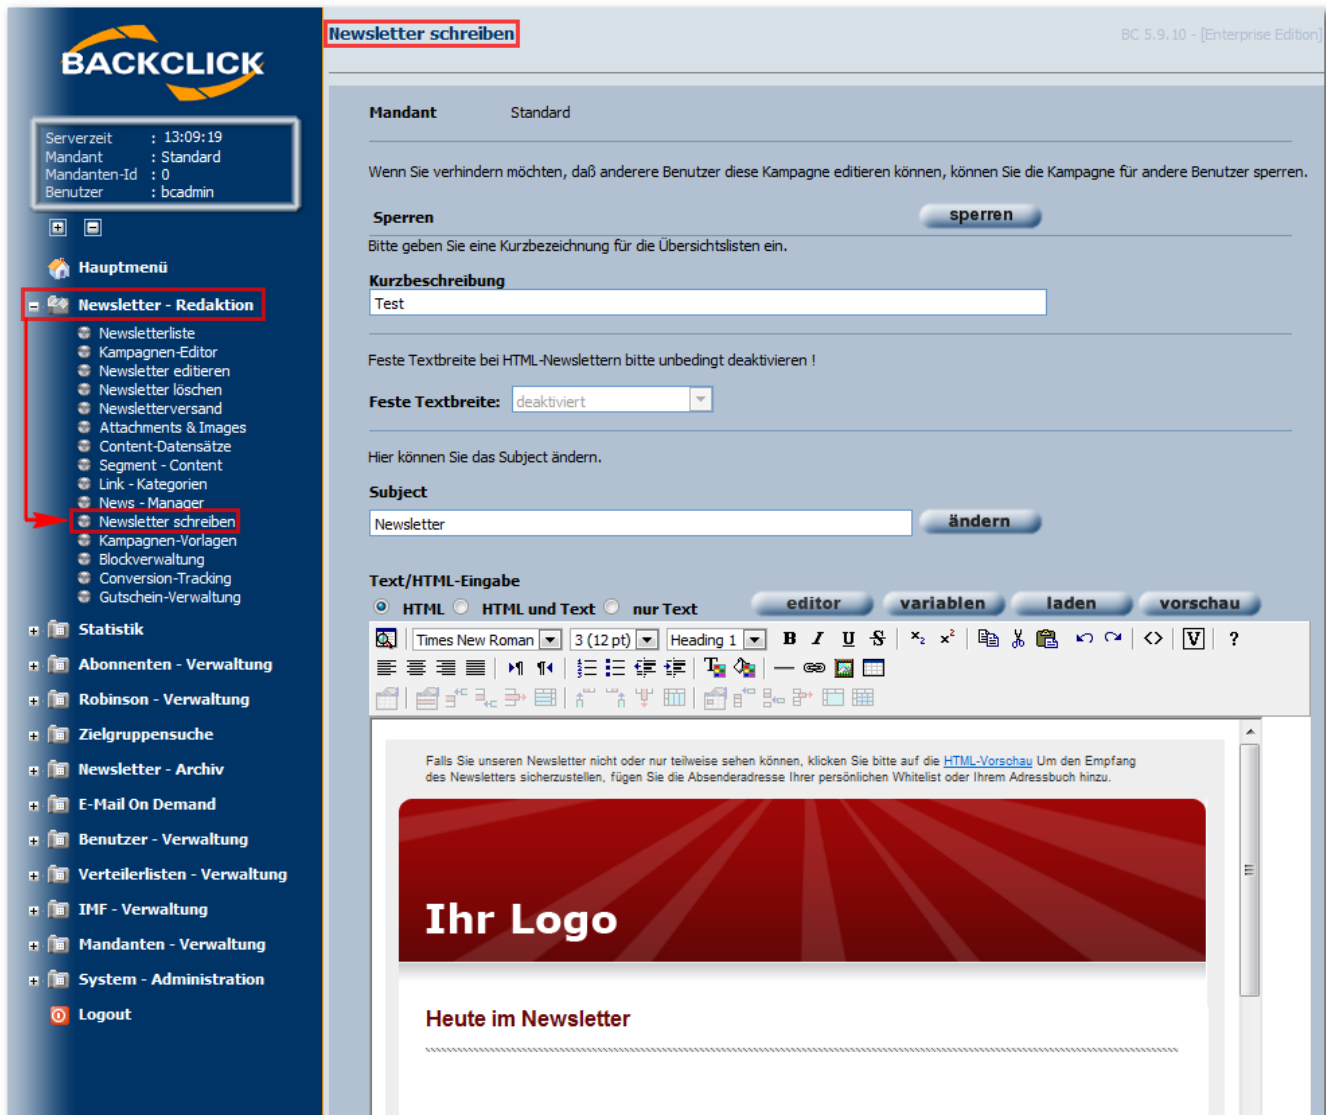 BACKCLICK
Serverzeit : 13:09:19
Mandant : Standard
Mandanten-Id : 0
Benutzer : bcadmin
Hauptmenü
Newsletter - Redaktion
Newsletterliste
Kampagnen-Editor
Newsletter editieren
Newsletter löschen
Newsletterversand
Attachments & Images
Content-Datensätze
Segment - Content
Link - Kategorien
News - Manager
Newsletter schreiben
Kampagnen-Vorlagen
Blockverwaltung
Conversion-Tracking
Gutschein-Verwaltung
Statistik
Abonnenten - Verwaltung
Robinson - Verwaltung
Zielgruppensuche
Newsletter - Archiv
E-Mail On Demand
Benutzer - Verwaltung
Verteilerlisten - Verwaltung
IMF - Verwaltung
Mandanten - Verwaltung
System - Administration
Logout
Newsletter schreiben
BC 5.9.10 - [Enterprise Edition]
Mandant Standard
Wenn Sie verhindern möchten, daß anderere Benutzer diese Kampagne editieren können, können Sie die Kampagne für andere Benutzer sperren.
Sperren sperren
Bitte geben Sie eine Kurzbezeichnung für die Übersichtslisten ein.
Kurzbeschreibung
Test
Feste Textbreite bei HTML-Newslettern bitte unbedingt deaktivieren !
Feste Textbreite: deaktiviert
Hier können Sie das Subject ändern.
Subject
Newsletter ändern
Text/HTML-Eingabe
HTML HTML und Text nur Text editor variablen laden vorschau
Times New Roman 3 (12 pt) Heading 1 B I U S ×₂ ×² <> V ?
Falls Sie unseren Newsletter nicht oder nur teilweise sehen können, klicken Sie bitte auf die HTML-Vorschau Um den Empfang
des Newsletters sicherzustellen, fügen Sie die Absenderadresse Ihrer persönlichen Whitelist oder Ihrem Adressbuch hinzu.
Ihr Logo
Heute im Newsletter